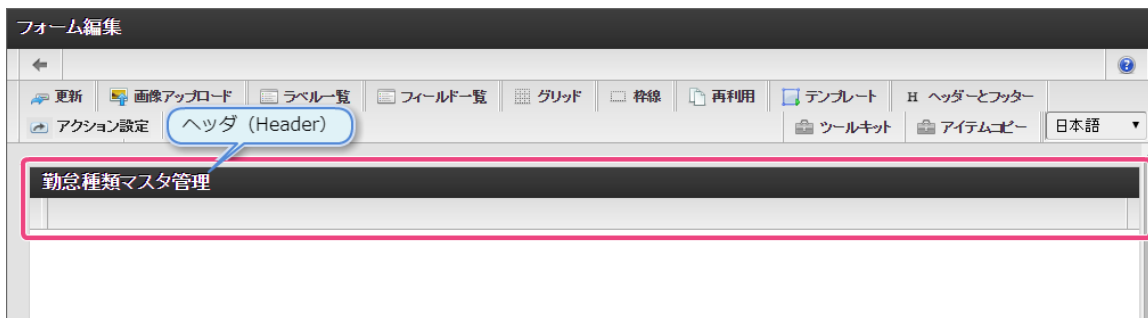 フォーム編集
更新 画像アップロード ラベル一覧 フィールド一覧 グリッド 枠線 再利用 テンプレート H ヘッダーとフッター
アクション設定 ヘッダ（Header） ツールキット アイテムコピー 日本語
勤怠種類マスタ管理